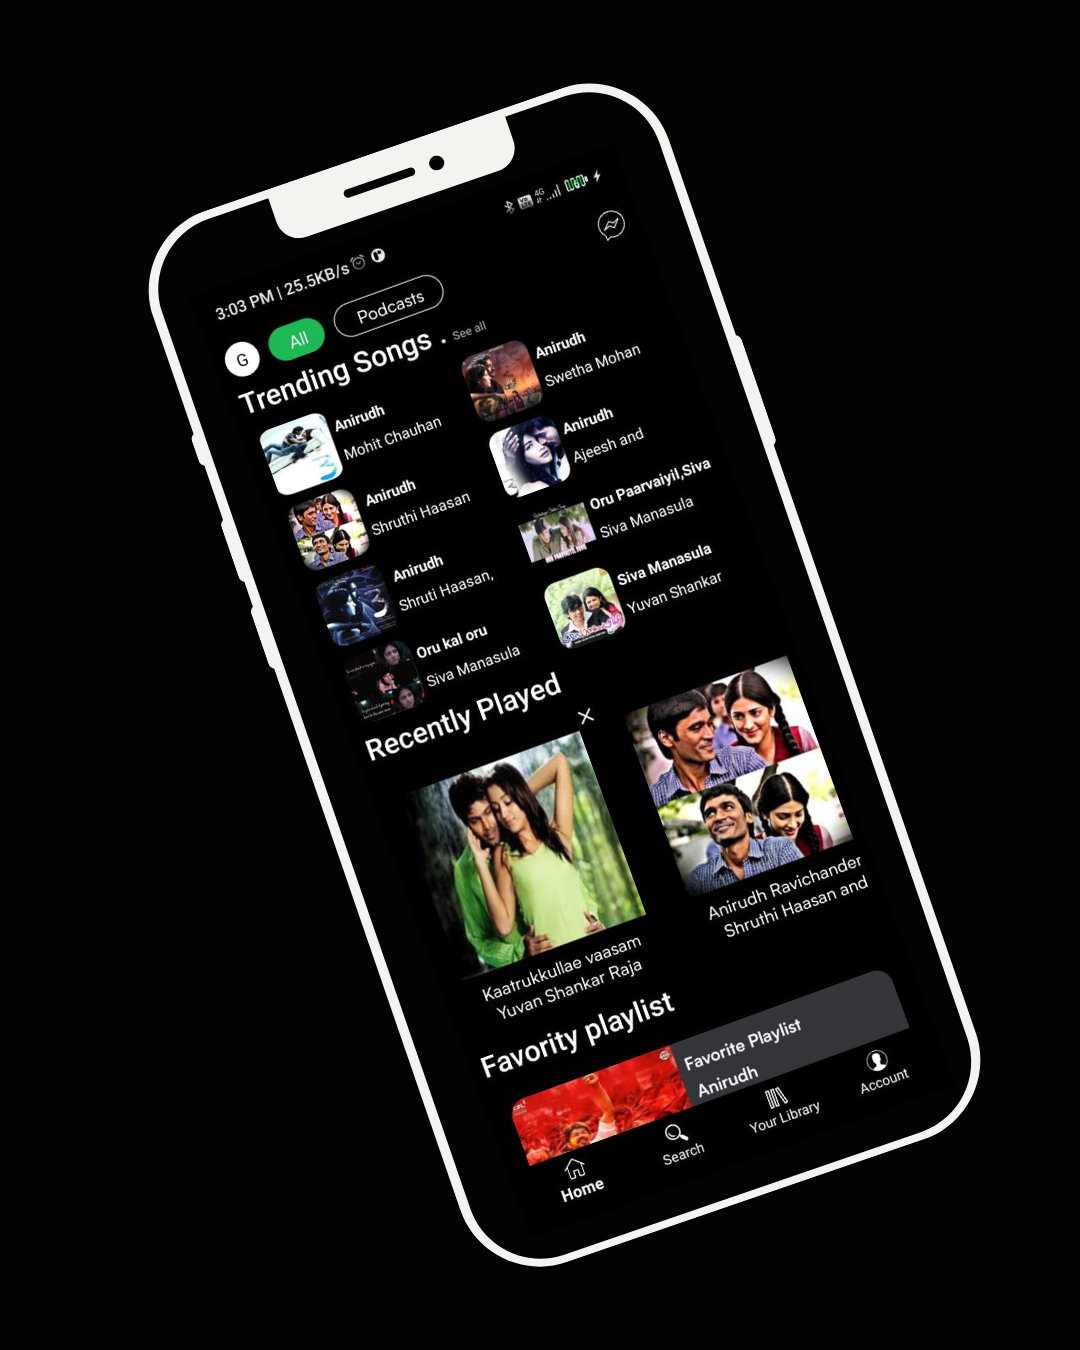 3:03 PM | 25.5KB/s
4G
G
All
Podcasts
Trending Songs . See all
Anirudh
Mohit Chauhan
Anirudh
Swetha Mohan
Anirudh
Shruthi Haasan
Anirudh
Ajeesh and
Anirudh
Shruti Haasan,
Oru Paarvaiyil,Siva
Siva Manasula
Oru kal oru
Siva Manasula
Siva Manasula
Yuvan Shankar
Recently Played
Kaatrukkullae vaasam
Yuvan Shankar Raja
Anirudh Ravichander
Shruthi Haasan and
Favority playlist
Favorite Playlist
Anirudh
Home
Search
Your Library
Account